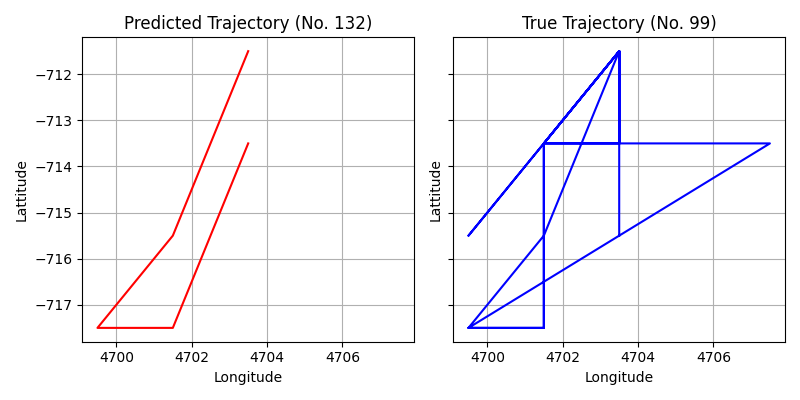 Predicted Trajectory (No. 132)
True Trajectory (No. 99)
−712
−713
−714
−715
−716
−717
Lattitude
Lattitude
4700
4702
4704
4706
4700
4702
4704
4706
Longitude
Longitude